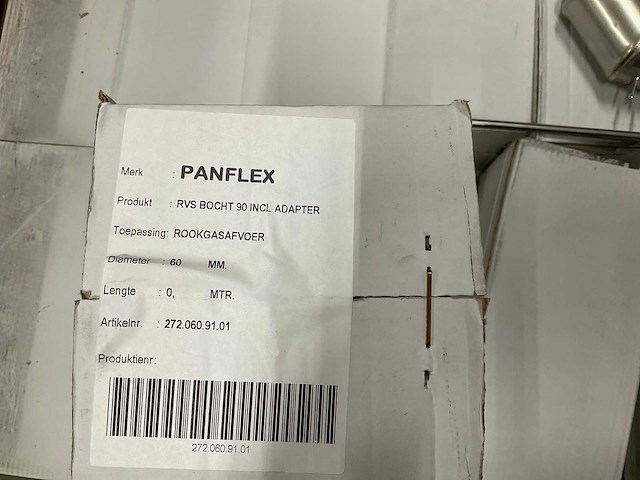 Merk : PANFLEX
Produkt : RVS BOCHT 90 INCL ADAPTER
Toepassing: ROOKGASAFVOER
Diameter : 60 MM.
Lengte : 0, MTR.
Artikelnr. : 272.060.91.01
Produktienr:
272.060.91.01